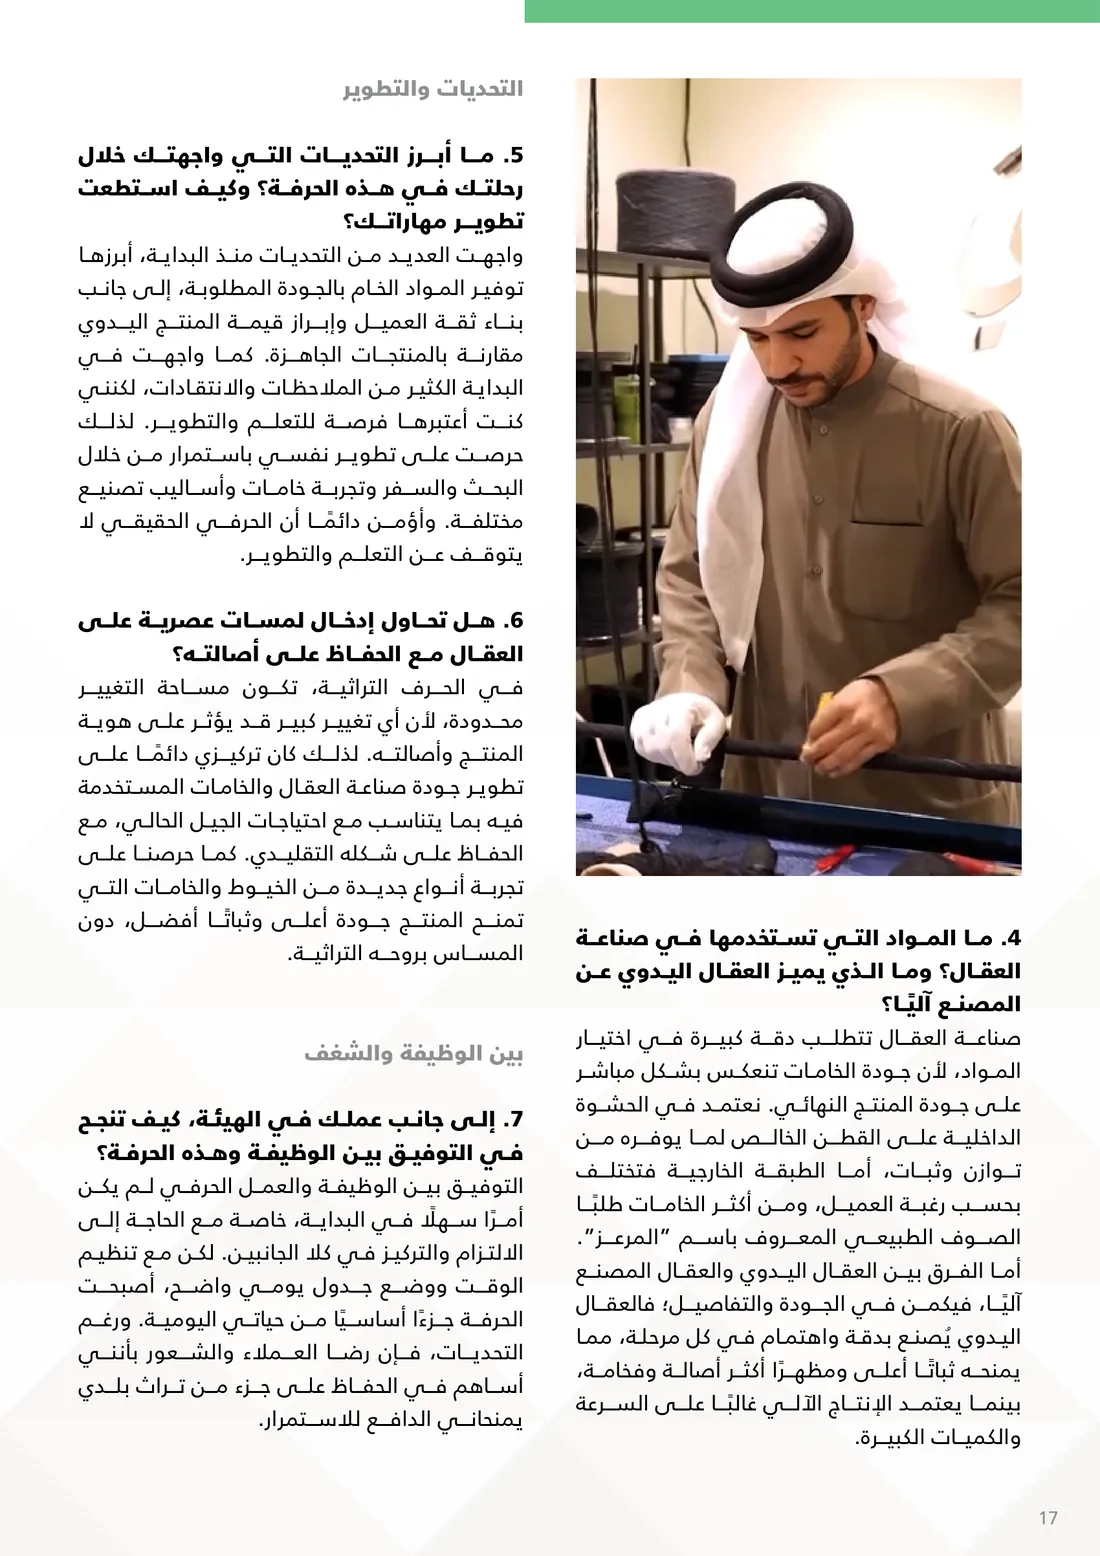 4. ما المواد التي تستخدمها في صناعة
العقال؟ وما الذي يميز العقال اليدوي عن
المصنع آليًا؟
صناعة العقال تتطلب دقة كبيرة في اختيار
المواد، لأن جودة الخامات تنعكس بشكل مباشر
على جودة المنتج النهائي. نعتمد في الحشوة
الداخلية على القطن الخالص لما يوفره من
توازن وثبات، أما الطبقة الخارجية فتختلف
بحسب رغبة العميل، ومن أكثر الخامات طلبًا
الصوف الطبيعي المعروف باسم "المرعز".
أما الفرق بين العقال اليدوي والعقال المصنع
آليًا، فيكمن في الجودة والتفاصيل؛ فالعقال
اليدوي يُصنع بدقة واهتمام في كل مرحلة، مما
يمنحه ثباتًا أعلى ومظهرًا أكثر أصالة وفخامة،
بينما يعتمد الإنتاج الآلي غالبًا على السرعة
والكميات الكبيرة.
التحديات والتطوير
5. ما أبرز التحديات التي واجهتك خلال
رحلتك في هذه الحرفة؟ وكيف استطعت
تطوير مهاراتك؟
واجهت العديد من التحديات منذ البداية، أبرزها
توفير المواد الخام بالجودة المطلوبة، إلى جانب
بناء ثقة العميل وإبراز قيمة المنتج اليدوي
مقارنة بالمنتجات الجاهزة. كما واجهت في
البداية الكثير من الملاحظات والانتقادات، لكنني
كنت أعتبرها فرصة للتعلم والتطوير. لذلك
حرصت على تطوير نفسي باستمرار من خلال
البحث والسفر وتجربة خامات وأساليب تصنيع
مختلفة. وأؤمن دائمًا أن الحرفي الحقيقي لا
يتوقف عن التعلم والتطوير.
6. هل تحاول إدخال لمسات عصرية على
العقال مع الحفاظ على أصالته؟
في الحرف التراثية، تكون مساحة التغيير
محدودة، لأن أي تغيير كبير قد يؤثر على هوية
المنتج وأصالته. لذلك كان تركيزي دائمًا على
تطوير جودة صناعة العقال والخامات المستخدمة
فيه بما يتناسب مع احتياجات الجيل الحالي، مع
الحفاظ على شكله التقليدي. كما حرصنا على
تجربة أنواع جديدة من الخيوط والخامات التي
تمنح المنتج جودة أعلى وثباتًا أفضل، دون
المساس بروحه التراثية.
بين الوظيفة والشغف
7. إلى جانب عملك في الهيئة، كيف تنجح
في التوفيق بين الوظيفة وهذه الحرفة؟
التوفيق بين الوظيفة والعمل الحرفي لم يكن
أمرًا سهلًا في البداية، خاصة مع الحاجة إلى
الالتزام والتركيز في كلا الجانبين. لكن مع تنظيم
الوقت ووضع جدول يومي واضح، أصبحت
الحرفة جزءًا أساسيًا من حياتي اليومية. ورغم
التحديات، فإن رضا العملاء والشعور بأنني
أساهم في الحفاظ على جزء من تراث بلدي
يمنحاني الدافع للاستمرار.
17